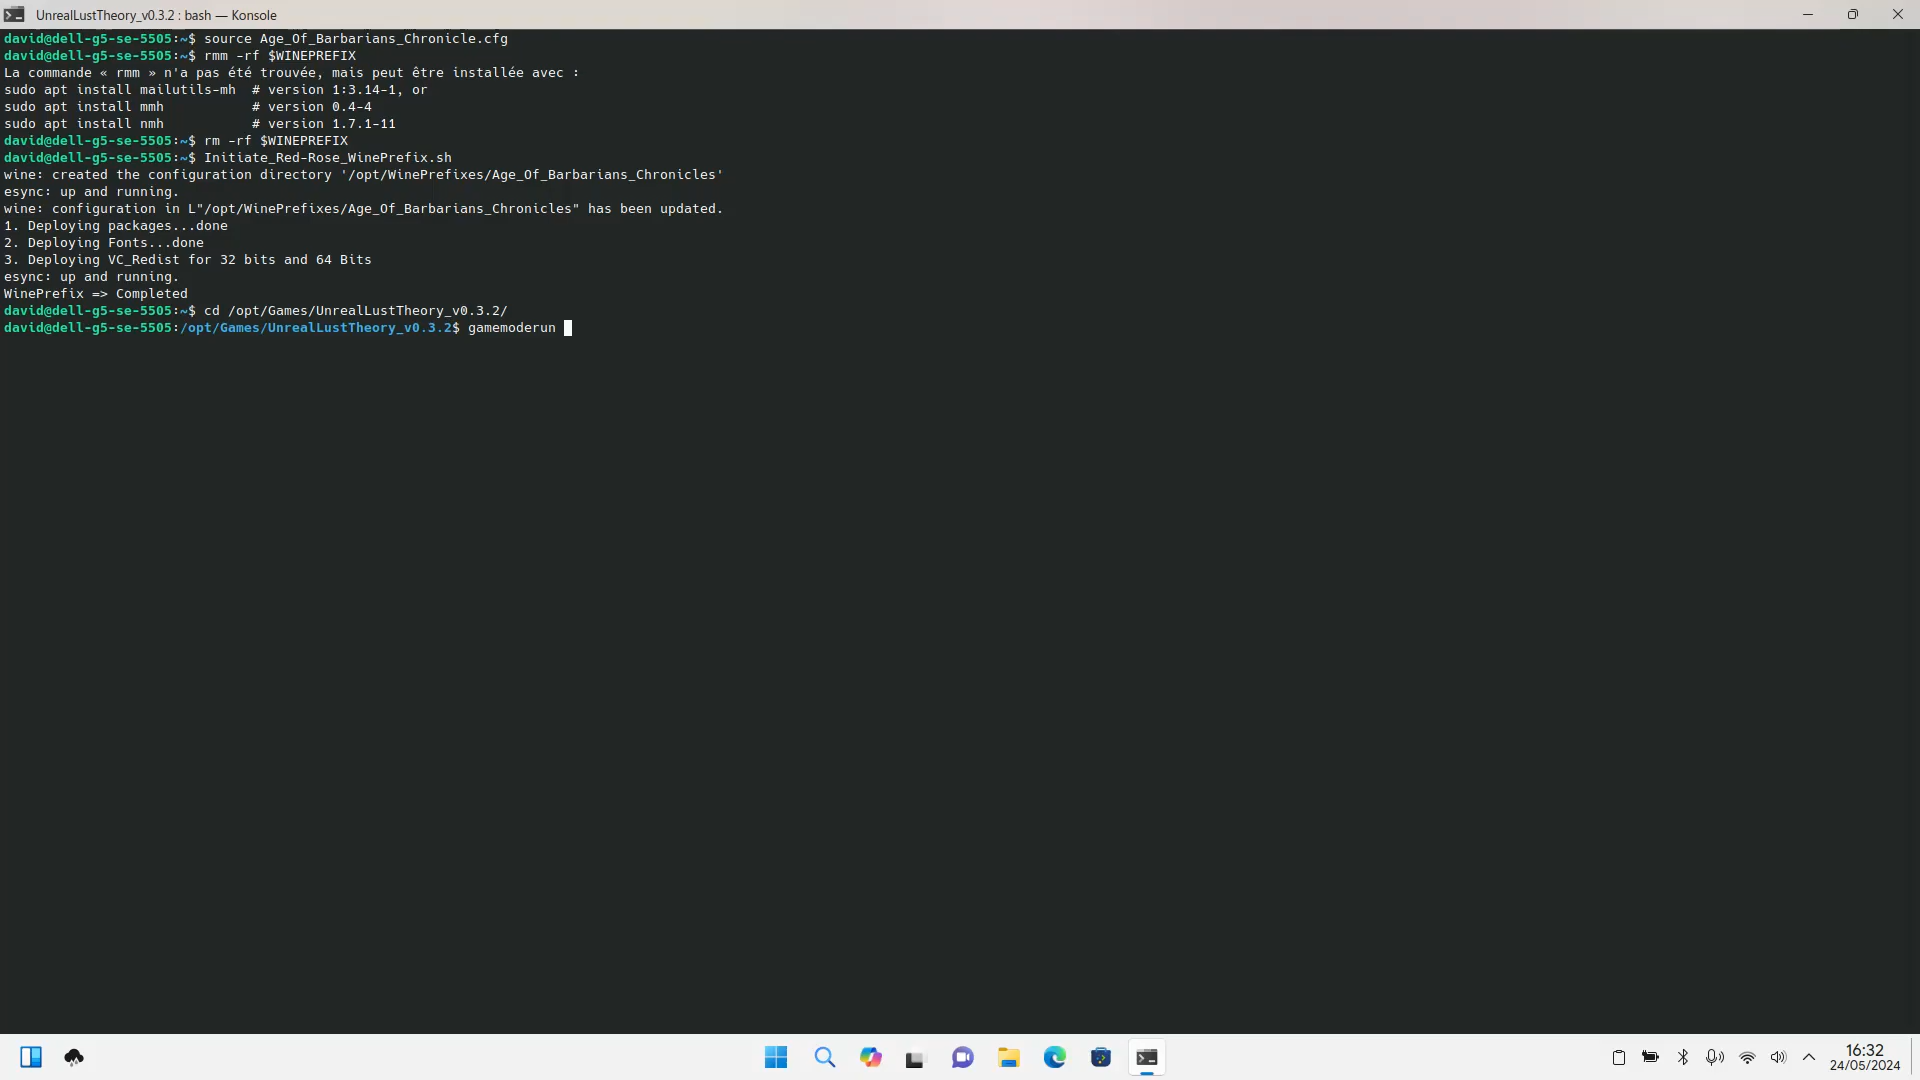 UnrealLustTheory_v0.3.2 : bash — Konsole
david@dell-g5-se-5505:~$ source Age_Of_Barbarians_Chronicle.cfg
david@dell-g5-se-5505:~$ rmm -rf $WINEPREFIX
La commande « rmm » n'a pas été trouvée, mais peut être installée avec :
sudo apt install mailutils-mh  # version 1:3.14-1, or
sudo apt install mmh           # version 0.4-4
sudo apt install nmh           # version 1.7.1-11
david@dell-g5-se-5505:~$ rm -rf $WINEPREFIX
david@dell-g5-se-5505:~$ Initiate_Red-Rose_WinePrefix.sh
wine: created the configuration directory '/opt/WinePrefixes/Age_Of_Barbarians_Chronicles'
esync: up and running.
wine: configuration in L"/opt/WinePrefixes/Age_Of_Barbarians_Chronicles" has been updated.
1. Deploying packages...done
2. Deploying Fonts...done
3. Deploying VC_Redist for 32 bits and 64 Bits
esync: up and running.
WinePrefix => Completed
david@dell-g5-se-5505:~$ cd /opt/Games/UnrealLustTheory_v0.3.2/
david@dell-g5-se-5505:/opt/Games/UnrealLustTheory_v0.3.2$ gamemoderun
16:32
24/05/2024